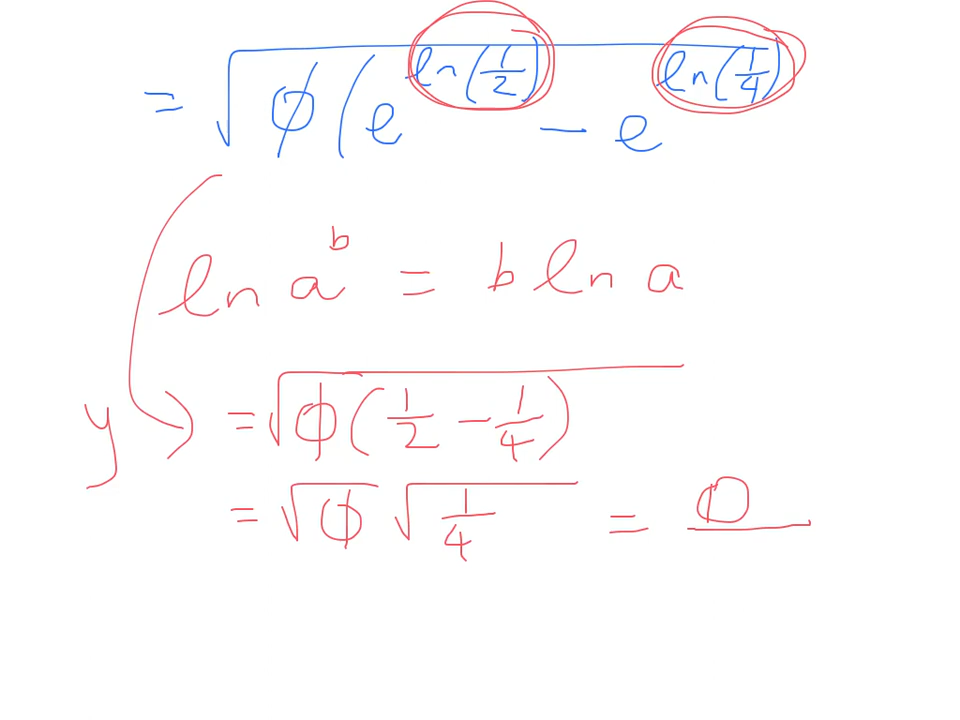 = √ϕ(e^ln(1/2) − e^ln(1/4)
ln a^b = b ln a
y = √ϕ(1/2 − 1/4)
= √ϕ √1/4 =